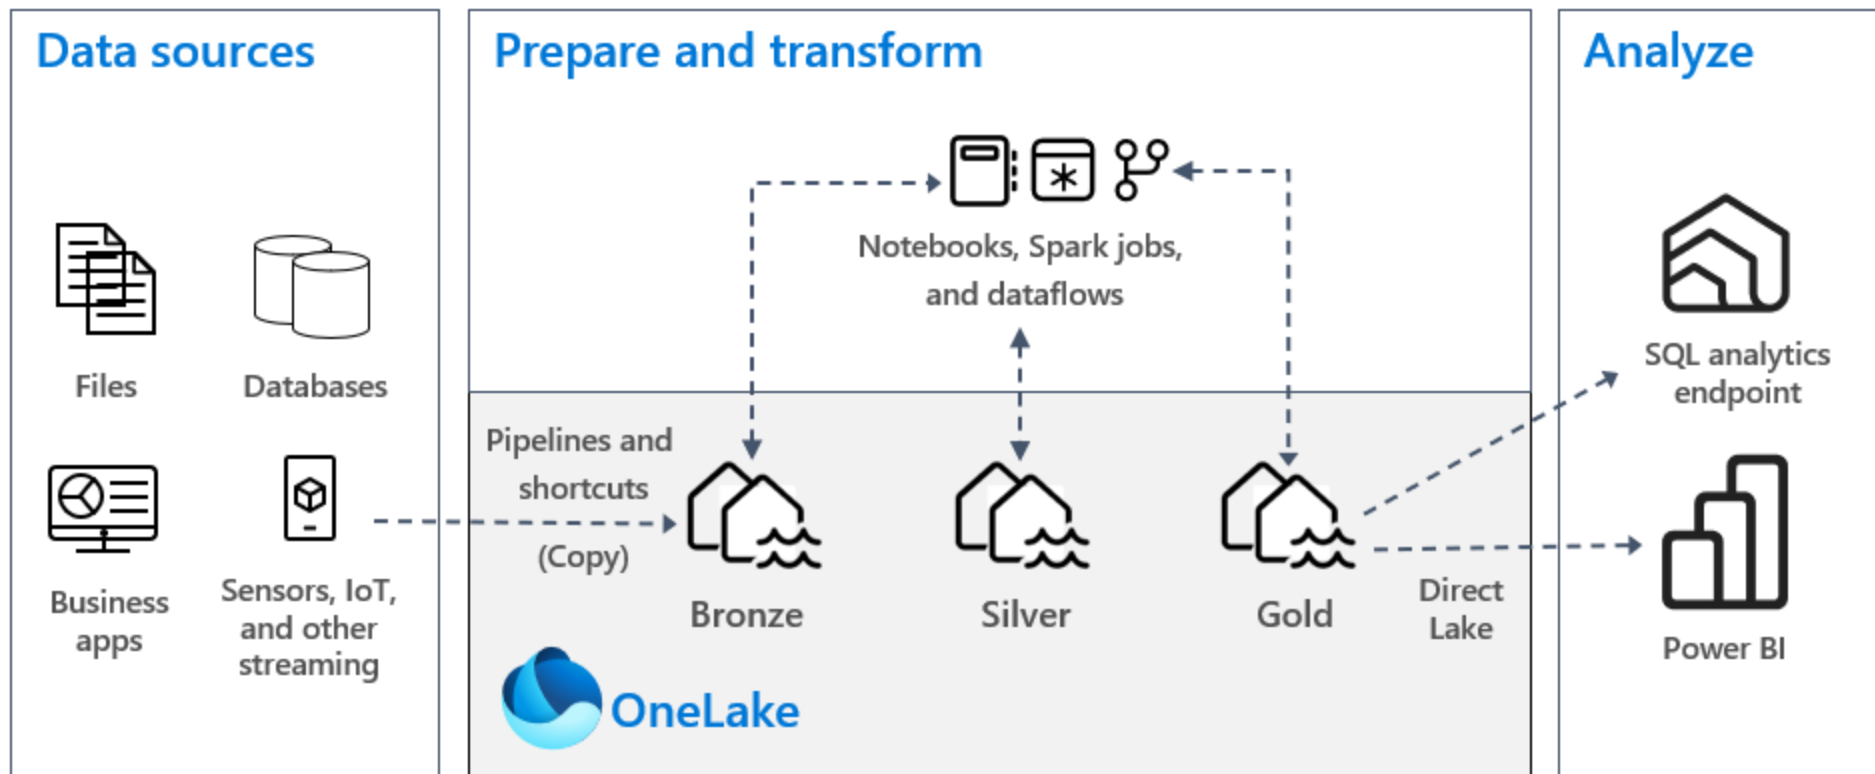 Data sources
Files
Databases
Business
apps
Sensors, IoT,
and other
streaming
Prepare and transform
Notebooks, Spark jobs,
and dataflows
Pipelines and
shortcuts
(Copy)
Bronze
Silver
Gold
Direct
Lake
OneLake
Analyze
SQL analytics
endpoint
Power BI